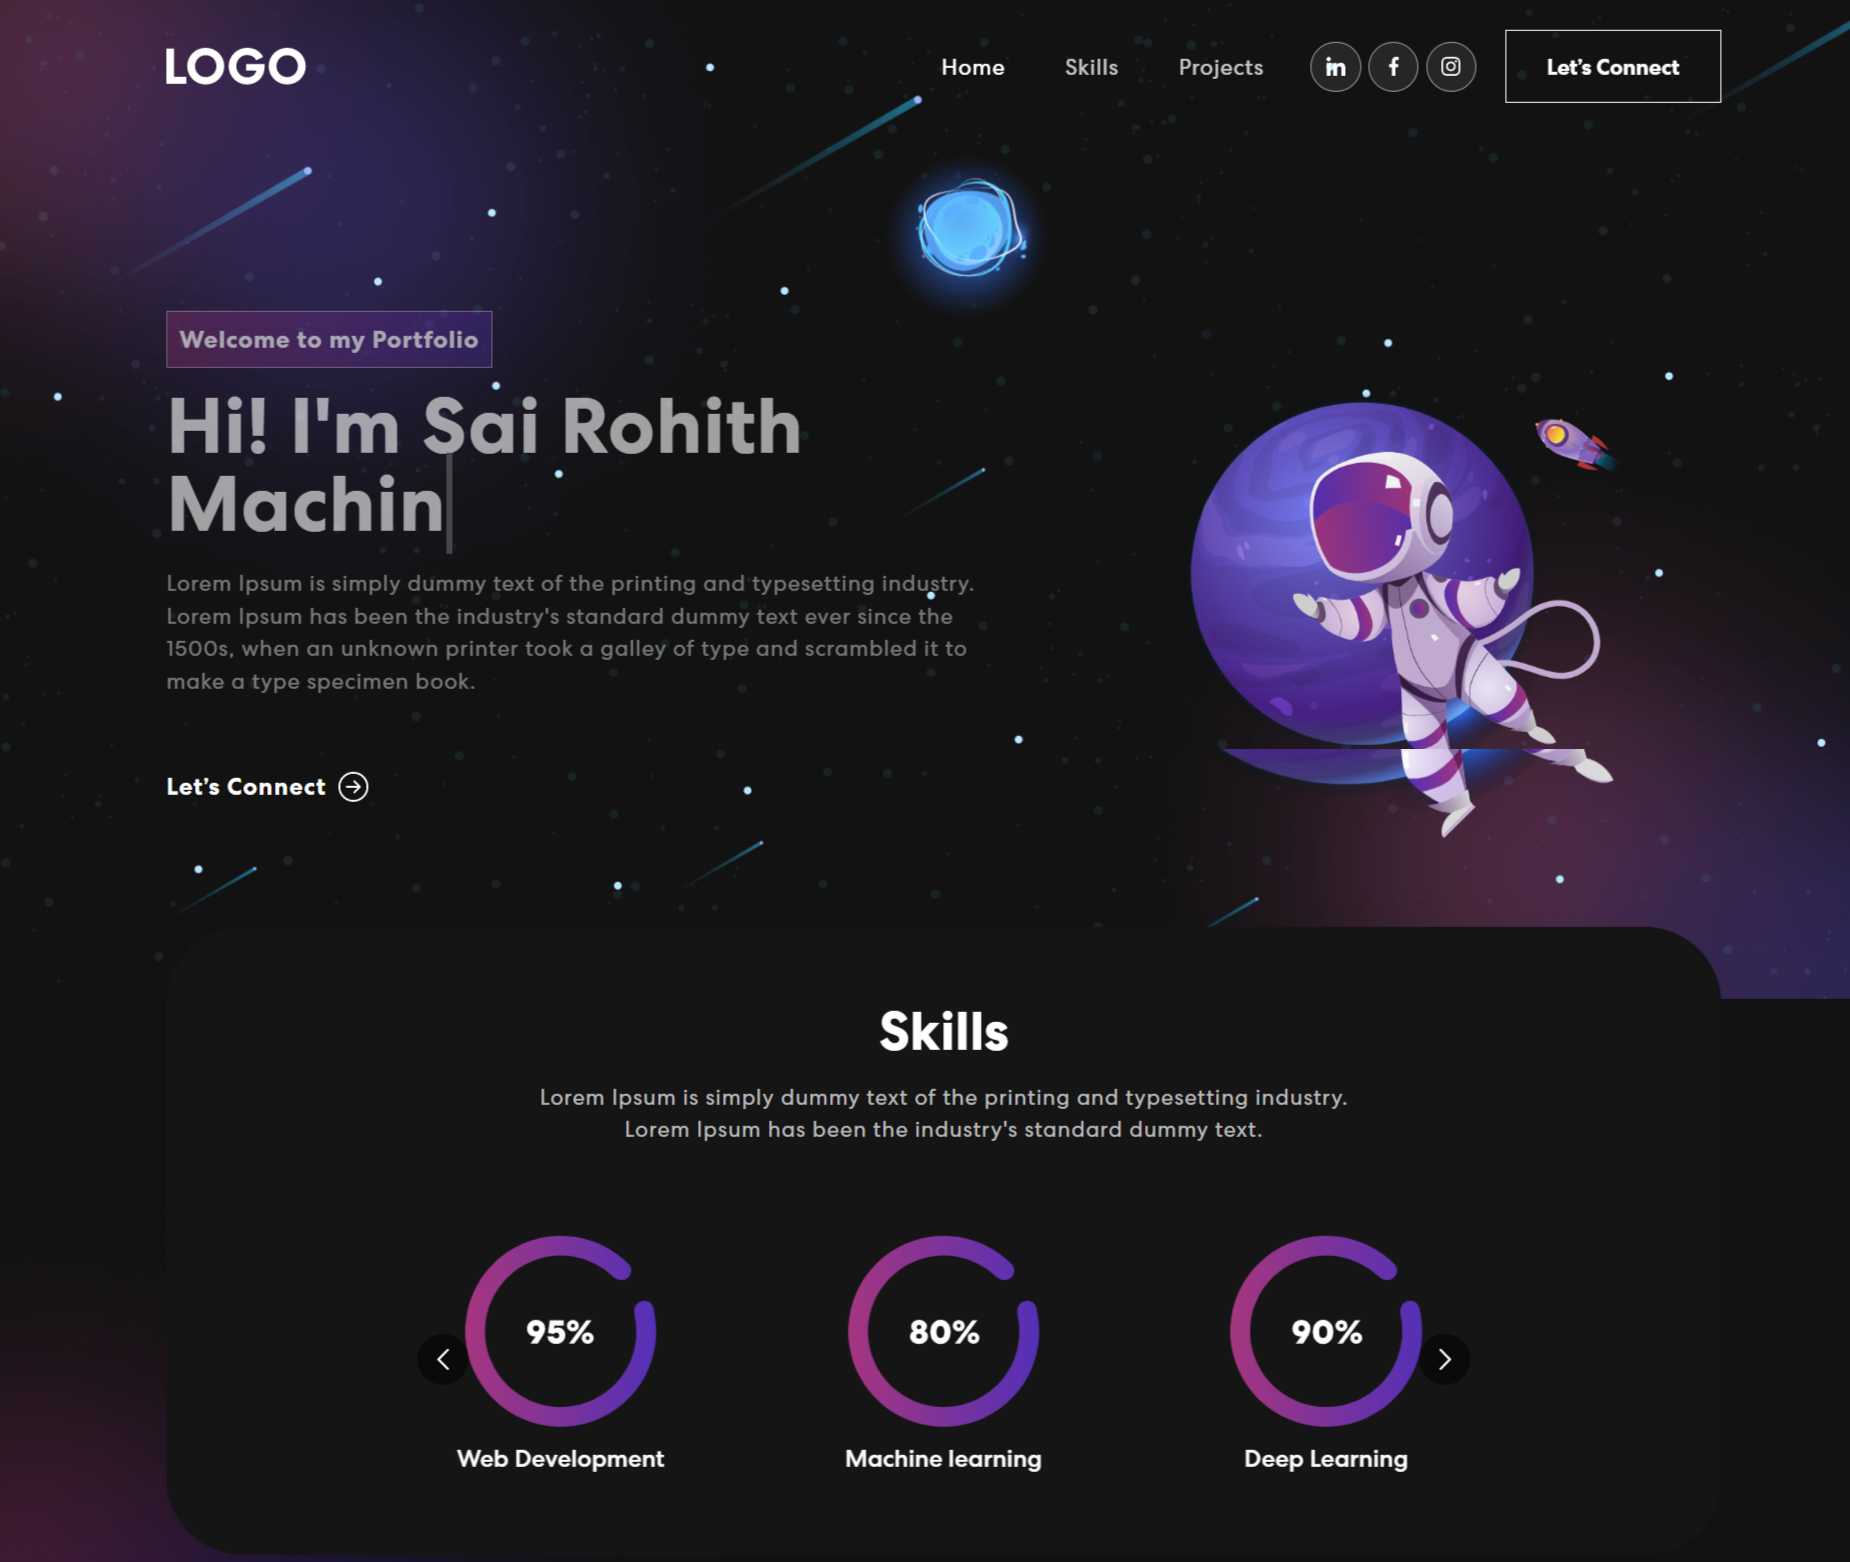 LOGO
Home
Skills
Projects
in
f
Let's Connect
Welcome to my Portfolio
Hi! I'm Sai Rohith
Machin
Lorem Ipsum is simply dummy text of the printing and typesetting industry.
Lorem Ipsum has been the industry's standard dummy text ever since the
1500s, when an unknown printer took a galley of type and scrambled it to
make a type specimen book.
Let's Connect
Skills
Lorem Ipsum is simply dummy text of the printing and typesetting industry.
Lorem Ipsum has been the industry's standard dummy text.
95%
80%
90%
Web Development
Machine learning
Deep Learning